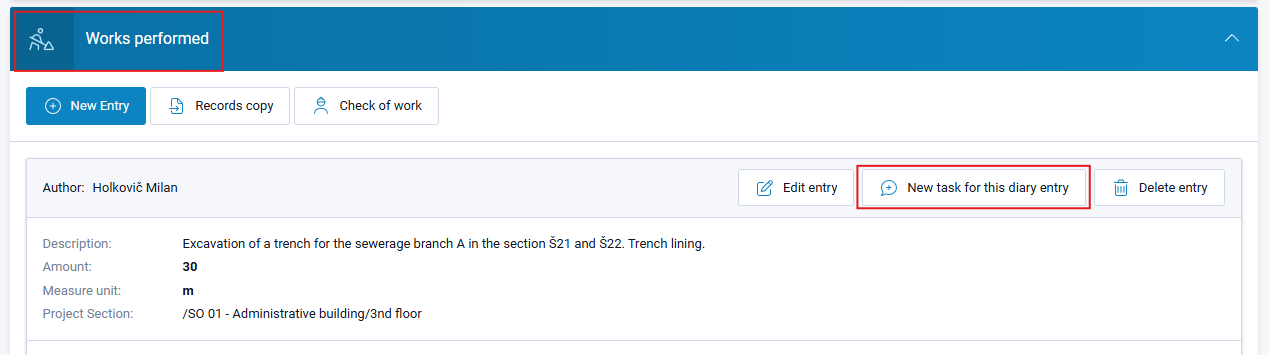 Works performed
New Entry Records copy Check of work
Author: Holkovič Milan Edit entry New task for this diary entry Delete entry
Description: Excavation of a trench for the sewerage branch A in the section Š21 and Š22. Trench lining.
Amount: 30
Measure unit: m
Project Section: /SO 01 - Administrative building/3nd floor